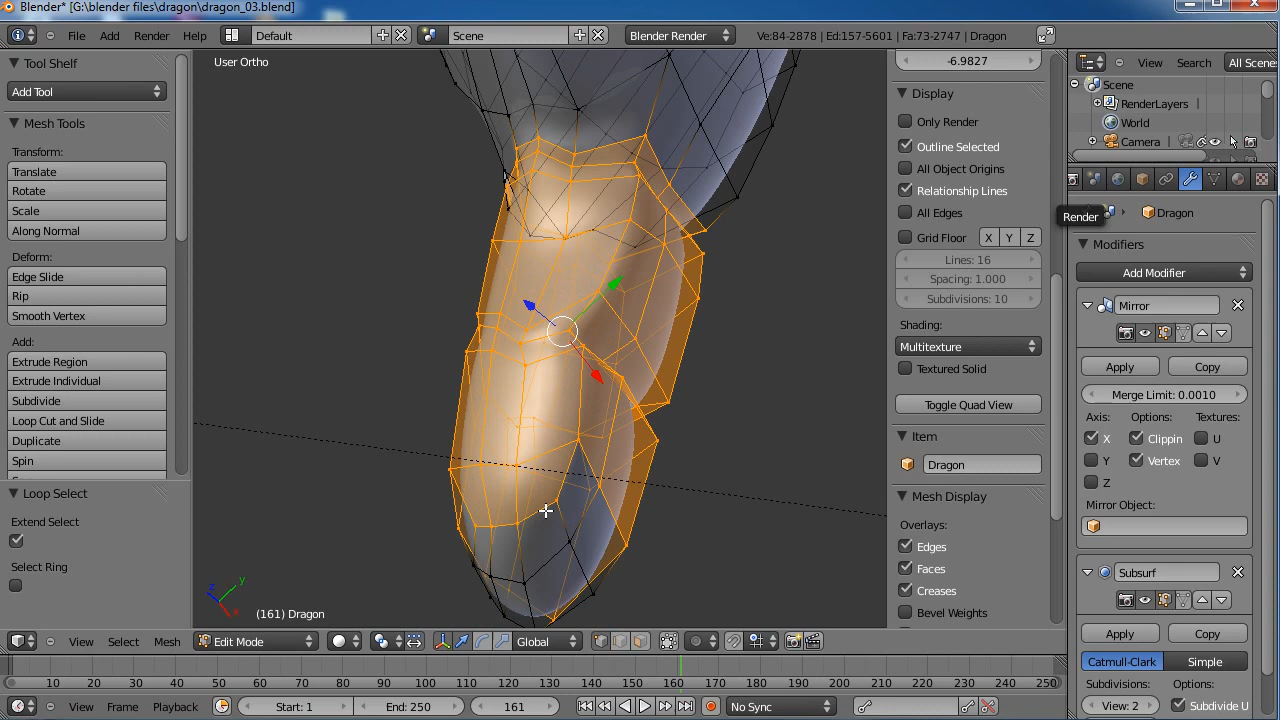 Blender* [G:\blender files\dragon\dragon_03.blend]
File Add Render Help Default Scene Blender Render Ve:84-2878 | Ed:157-5601 | Fa:73-2747 | Dragon
Tool Shelf
Add Tool
Mesh Tools
Transform:
Translate
Rotate
Scale
Along Normal
Deform:
Edge Slide
Rip
Smooth Vertex
Add:
Extrude Region
Extrude Individual
Subdivide
Loop Cut and Slide
Duplicate
Spin
Loop Select
Extend Select
Select Ring
User Ortho
z y x
(161) Dragon
-6.9827
Display
Only Render
Outline Selected
All Object Origins
Relationship Lines
All Edges
Grid Floor X Y Z
Lines: 16
Spacing: 1.000
Subdivisions: 10
Shading:
Multitexture
Textured Solid
Toggle Quad View
Item
Dragon
Mesh Display
Overlays:
Edges
Faces
Creases
Bevel Weights
View Search All Scene
Scene
RenderLayers
World
Camera
Render
Dragon
Modifiers
Add Modifier
Mirror
Apply Copy
Merge Limit: 0.0010
Axis: Options: Textures:
X Clippin U
Y Vertex V
Z
Mirror Object:
Subsurf
Apply Copy
Catmull-Clark Simple
Subdivisions: Options:
View: 2 Subdivide U
View Select Mesh Edit Mode Global
10 20 30 40 50 60 70 80 90 100 110 120 130 140 150 160 170 180 190 200 210 220 230 240 250
View Frame Playback Start: 1 End: 250 161 No Sync